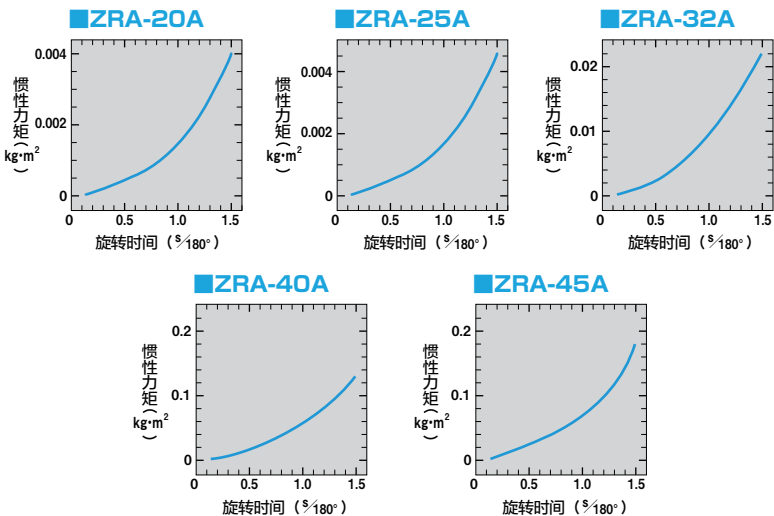 ■ZRA-20A
0.004
0.002
0
惯性力矩(kg·m²)
0 0.5 1.0 1.5
旋转时间(s/180°)
■ZRA-25A
0.004
0.002
0
惯性力矩(kg·m²)
0 0.5 1.0 1.5
旋转时间(s/180°)
■ZRA-32A
0.02
0.01
0
惯性力矩(kg·m²)
0 0.5 1.0 1.5
旋转时间(s/180°)
■ZRA-40A
0.2
0.1
0
惯性力矩(kg·m²)
0 0.5 1.0 1.5
旋转时间(s/180°)
■ZRA-45A
0.2
0.1
0
惯性力矩(kg·m²)
0 0.5 1.0 1.5
旋转时间(s/180°)